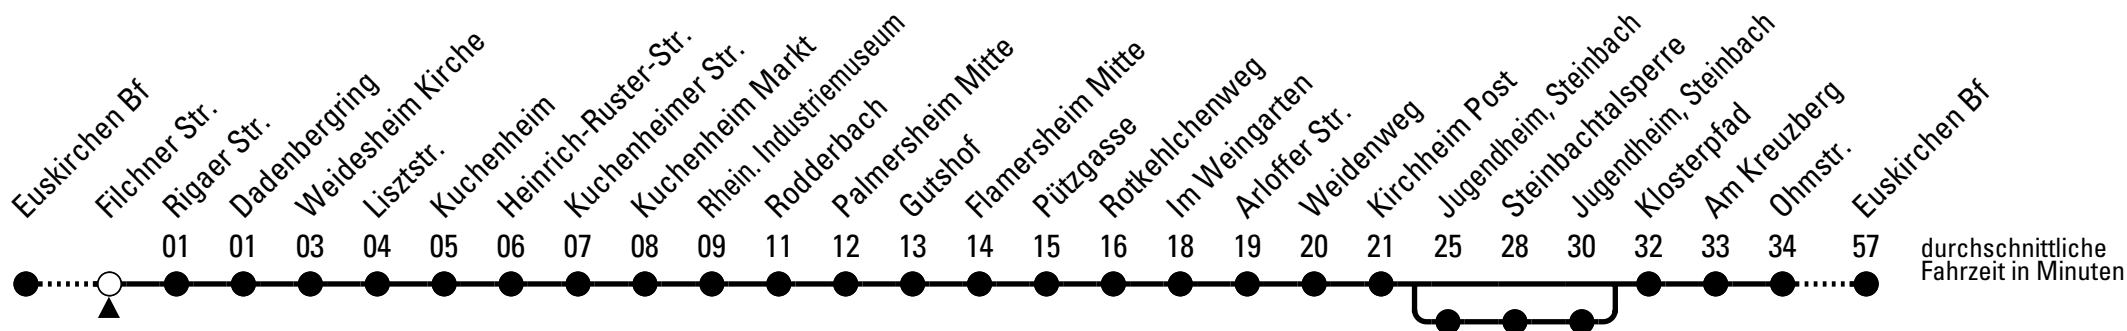 Euskirchen Bf
Filchner Str.
Rigaer Str.
Dadenbergring
Weidesheim Kirche
Lisztstr.
Kuchenheim
Heinrich-Ruster-Str.
Kuchenheimer Str.
Kuchenheim Markt
Rhein. Industriemuseum
Rodderbach
Palmersheim Mitte
Gutshof
Flamersheim Mitte
Pützgasse
Rotkehlchenweg
Im Weingarten
Arloffer Str.
Weidenweg
Kirchheim Post
Jugendheim, Steinbach
Steinbachtalsperre
Jugendheim, Steinbach
Klosterpfad
Am Kreuzberg
Ohmstr.
Euskirchen Bf
01 01 03 04 05 06 07 08 09 11 12 13 14 15 16 18 19 20 21 25 28 30 32 33 34 57
durchschnittliche
Fahrzeit in Minuten